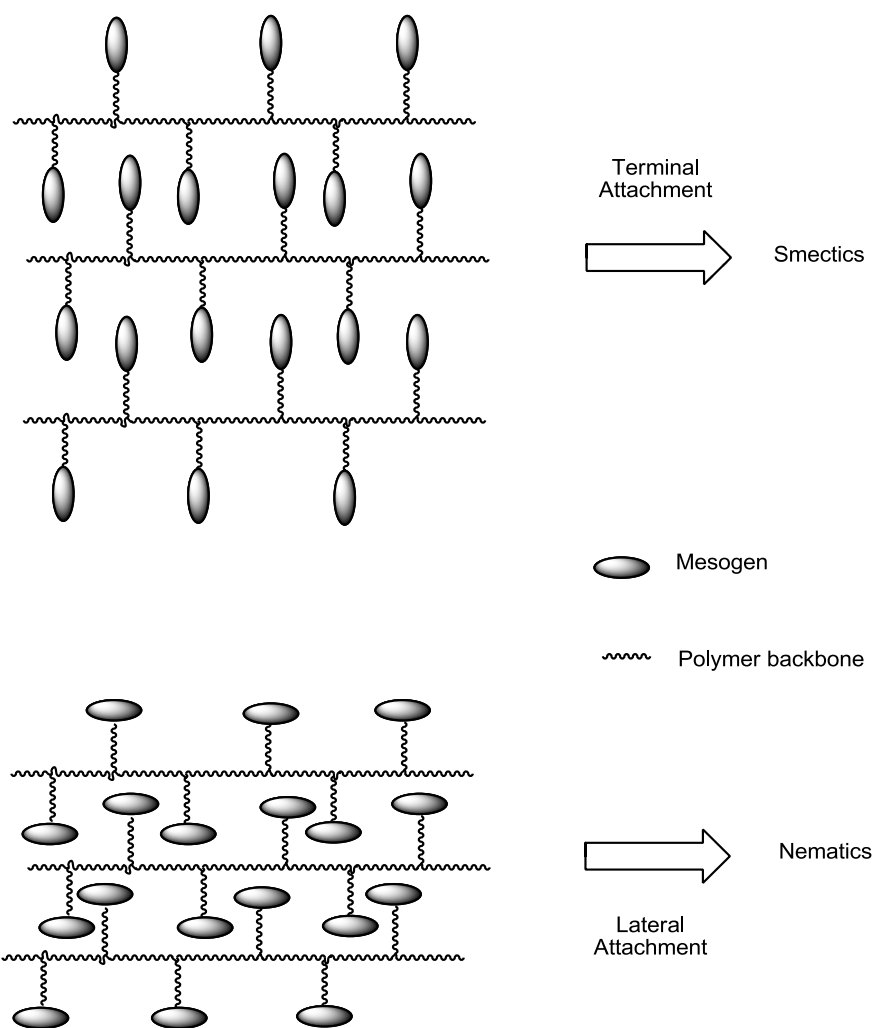 Terminal
Attachment
Smectics
Mesogen
Polymer backbone
Nematics
Lateral
Attachment